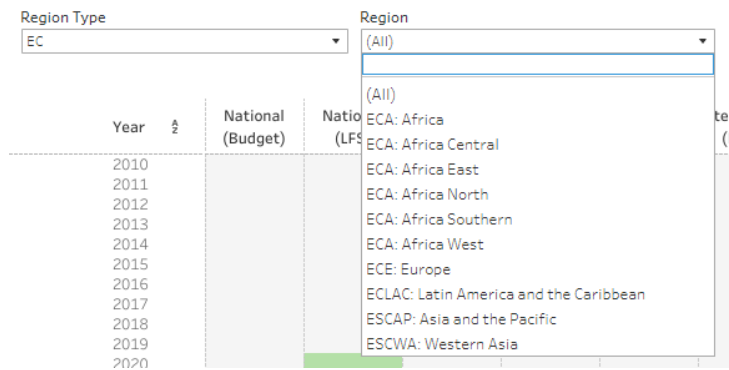 Region Type
Region
EC
(All)
(All)
ECA: Africa
ECA: Africa Central
ECA: Africa East
ECA: Africa North
ECA: Africa Southern
ECA: Africa West
ECE: Europe
ECLAC: Latin America and the Caribbean
ESCAP: Asia and the Pacific
ESCWA: Western Asia
Year
A
Z
National
(Budget)
2010
2011
2012
2013
2014
2015
2016
2017
2018
2019
2020